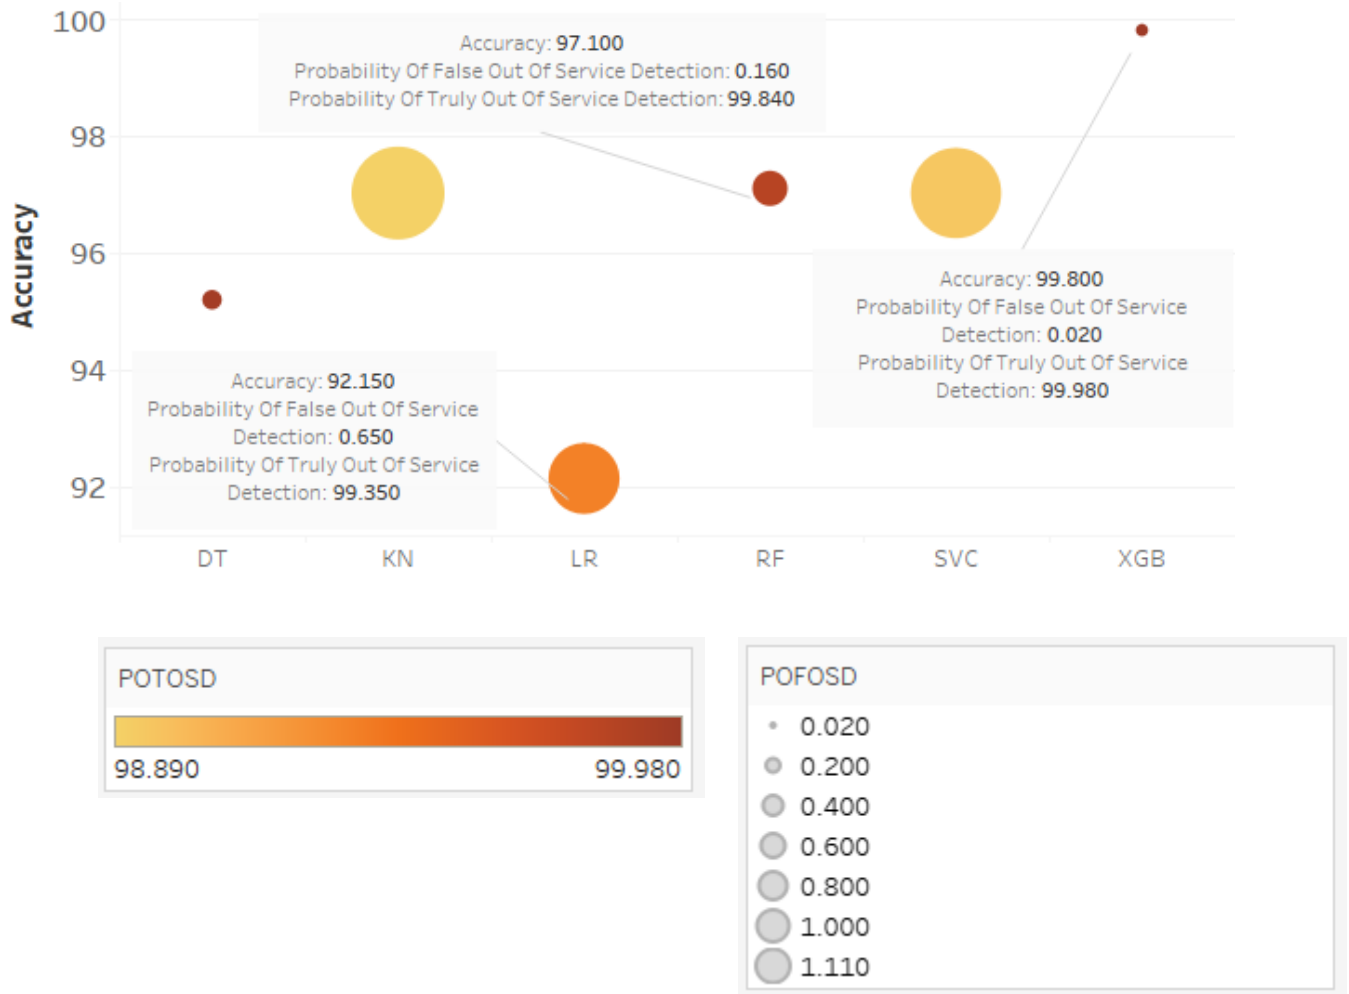 100
Accuracy: 97.100
Probability Of False Out Of Service Detection: 0.160
Probability Of Truly Out Of Service Detection: 99.840
98
96
Accuracy
Accuracy: 99.800
Probability Of False Out Of Service
Detection: 0.020
Probability Of Truly Out Of Service
Detection: 99.980
94
Accuracy: 92.150
Probability Of False Out Of Service
Detection: 0.650
Probability Of Truly Out Of Service
Detection: 99.350
92
DT KN LR RF SVC XGB
POTOSD
98.890 99.980
POFOSD
0.020
0.200
0.400
0.600
0.800
1.000
1.110